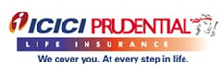 ICICI PRUDENTIAL
LIFE INSURANCE
We cover you. At every step in life.